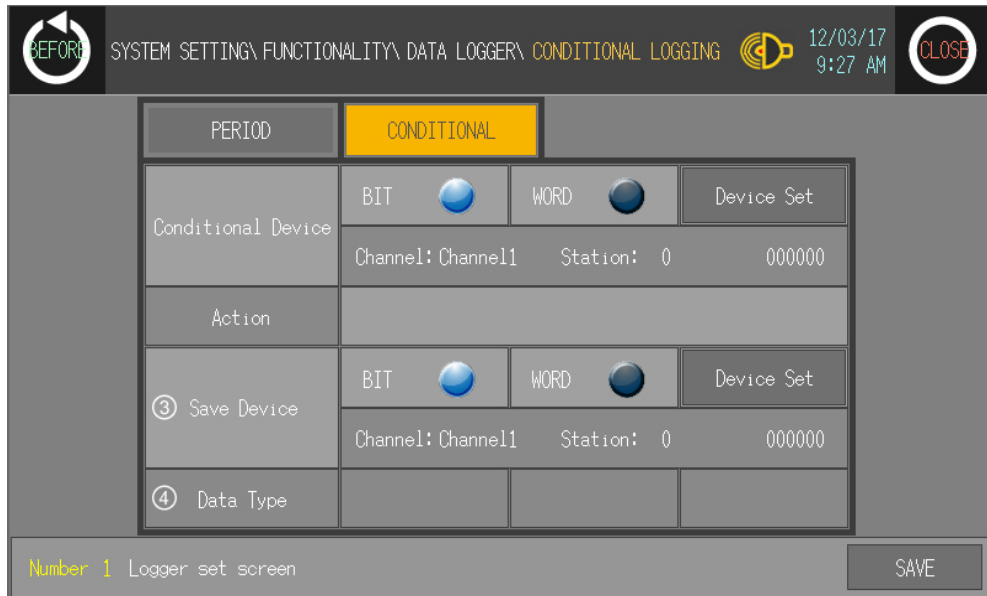 BEFORE SYSTEM SETTING\ FUNCTIONALITY\ DATA LOGGER\ CONDITIONAL LOGGING 12/03/17 9:27 AM CLOSE
PERIOD CONDITIONAL
Conditional Device BIT WORD Device Set
Channel: Channel1 Station: 0 000000
Action
③ Save Device BIT WORD Device Set
Channel: Channel1 Station: 0 000000
④ Data Type
Number 1 Logger set screen SAVE